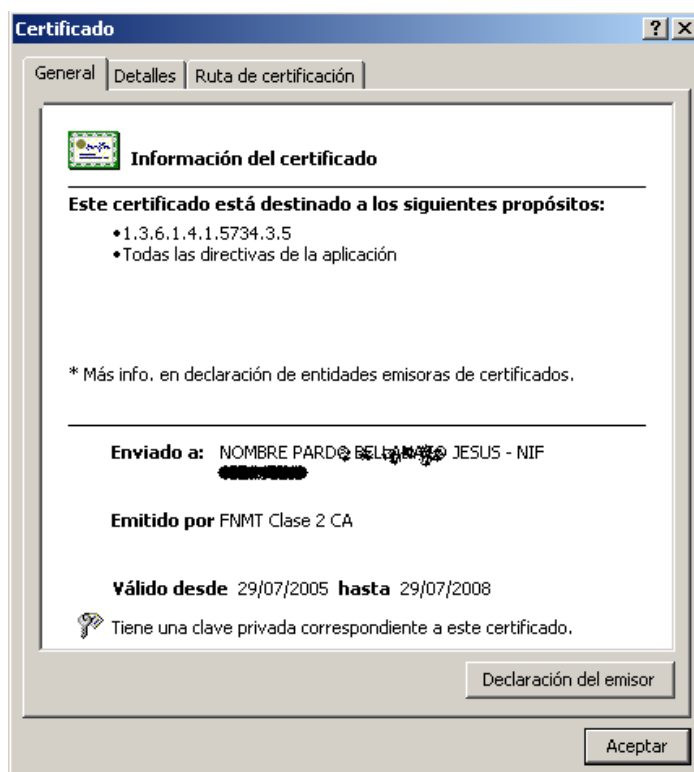 Certificado
General Detalles Ruta de certificación
Información del certificado
Este certificado está destinado a los siguientes propósitos:
•1.3.6.1.4.1.5734.3.5
•Todas las directivas de la aplicación
* Más info. en declaración de entidades emisoras de certificados.
Enviado a: NOMBRE JESUS - NIF
Emitido por FNMT Clase 2 CA
Válido desde 29/07/2005 hasta 29/07/2008
Tiene una clave privada correspondiente a este certificado.
Declaración del emisor
Aceptar